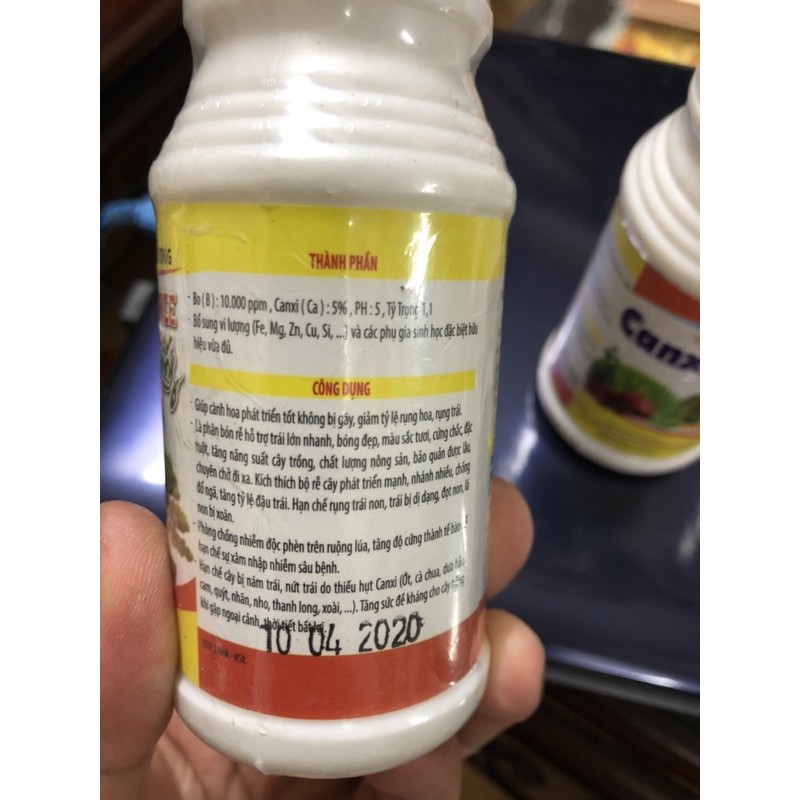 THÀNH PHẦN
- Bo ( B ) : 10.000 ppm , Canxi ( Ca ) : 5% , PH : 5 , Tỷ Trọng 1,1
- Bổ sung vi lượng (Fe, Mg, Zn, Cu, Si, ...) và các phụ gia sinh học đặc biệt hữu
hiệu vừa đủ.
CÔNG DỤNG
- Giúp cành hoa phát triển tốt không bị gãy, giảm tỷ lệ rụng hoa, rụng trái.
- Là phân bón rễ hỗ trợ trái lớn nhanh, bóng đẹp, màu sắc tươi, cứng chắc, đặc
ruột, tăng năng suất cây trồng, chất lượng nông sản, bảo quản được lâu,
chuyên chở đi xa. Kích thích bộ rễ cây phát triển mạnh, nhánh nhiều, chống
đổ ngã, tăng tỷ lệ đậu trái. Hạn chế rụng trái non, trái bị dị dạng, đọt non, lá
non bị xoăn.
- Phòng chống nhiễm độc phèn trên ruộng lúa, tăng độ cứng thành tế bào
hạn chế sự xâm nhập nhiễm sâu bệnh.
- Hạn chế cây bị nám trái, nứt trái do thiếu hụt Canxi (Ớt, cà chua, dưa hấu,
cam, quýt, nhãn, nho, thanh long, xoài, ...). Tăng sức đề kháng cho cây trồng
khi gặp ngoại cảnh, thời tiết bất lợi.
10 04 2020
Canx